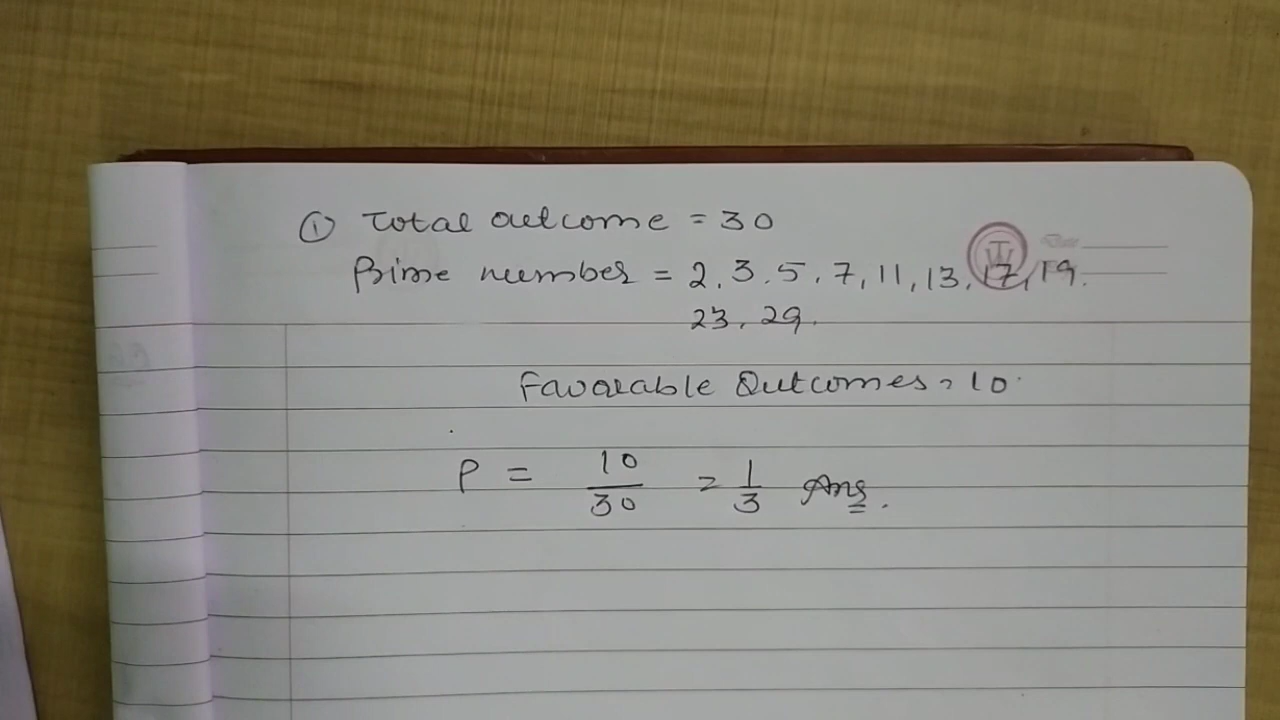 ① Total outcome = 30
Prime number = 2, 3, 5, 7, 11, 13, 17, 19.
23, 29.
Favorable Outcomes = 10.
P = 10/30 = 1/3 Ans.